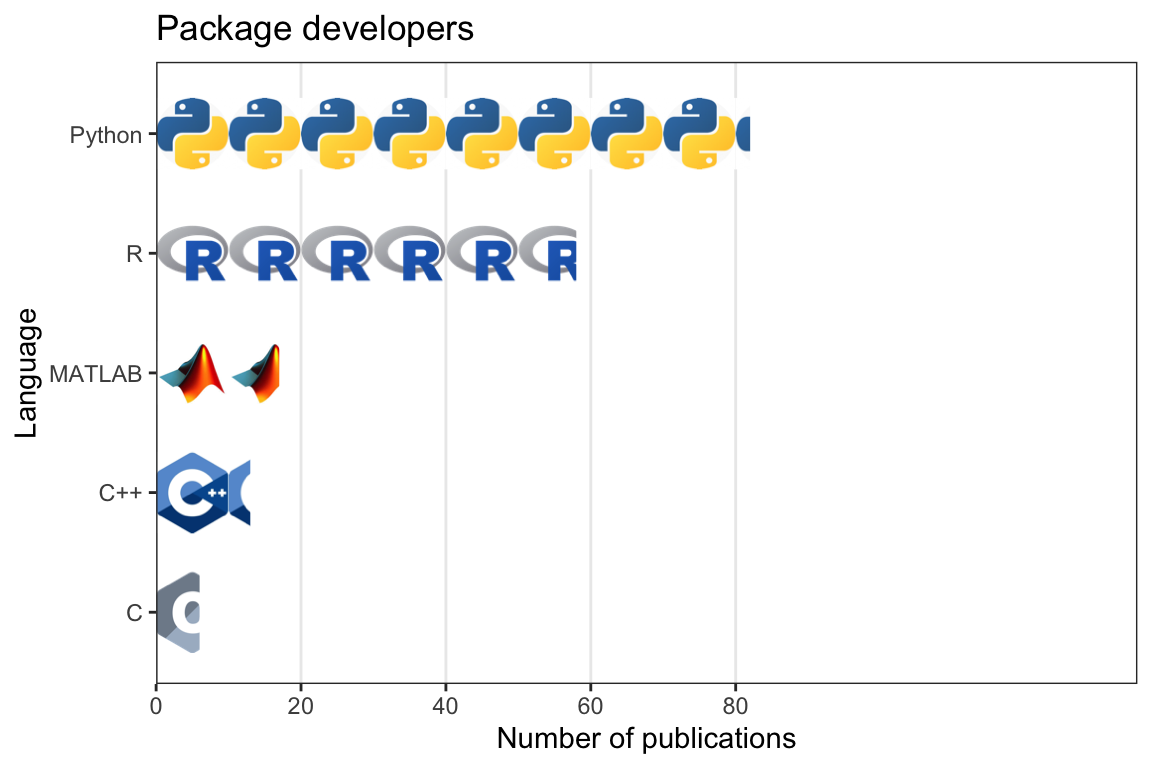 Package developers
Language
Python
R
MATLAB
C++
C
R R R R R R
C++ C
C
0 20 40 60 80
Number of publications